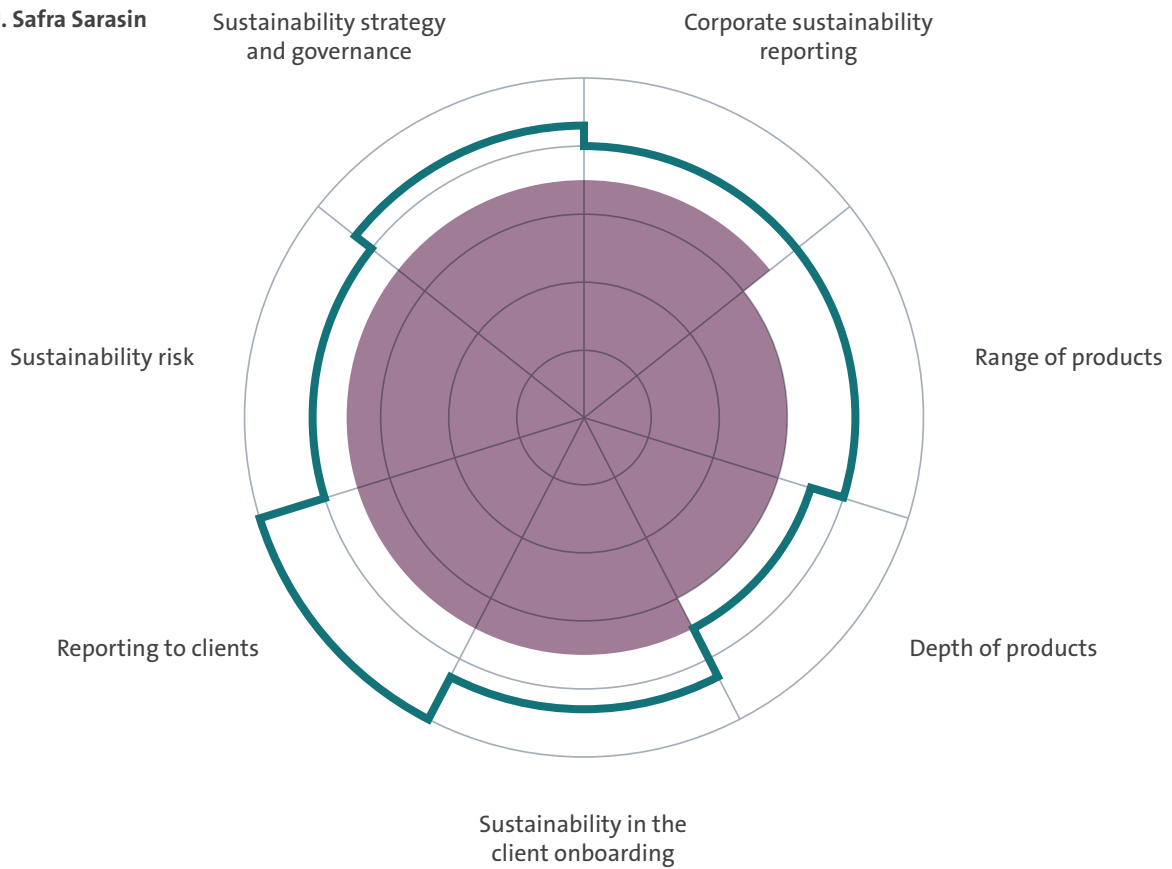 . Safra Sarasin
Sustainability strategy
and governance
Corporate sustainability
reporting
Sustainability risk
Range of products
Reporting to clients
Depth of products
Sustainability in the
client onboarding